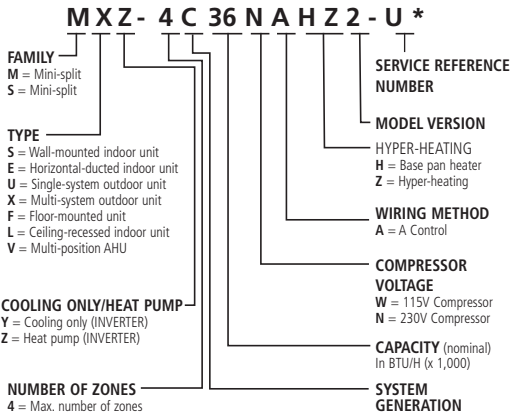 MXZ-4C36NAHZ2-U*
FAMILY
M = Mini-split
S = Mini-split
TYPE
S = Wall-mounted indoor unit
E = Horizontal-ducted indoor unit
U = Single-system outdoor unit
X = Multi-system outdoor unit
F = Floor-mounted unit
L = Ceiling-recessed indoor unit
V = Multi-position AHU
COOLING ONLY/HEAT PUMP
Y = Cooling only (INVERTER)
Z = Heat pump (INVERTER)
NUMBER OF ZONES
4 = Max. number of zones
SERVICE REFERENCE
NUMBER
MODEL VERSION
HYPER-HEATING
H = Base pan heater
Z = Hyper-heating
WIRING METHOD
A = A Control
COMPRESSOR
VOLTAGE
W = 115V Compressor
N = 230V Compressor
CAPACITY (nominal)
In BTU/H (x 1,000)
SYSTEM
GENERATION